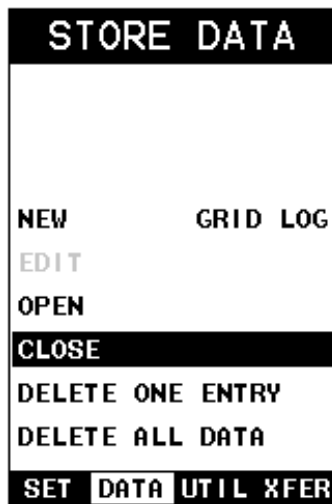 STORE DATA
NEW GRID LOG
EDIT
OPEN
CLOSE
DELETE ONE ENTRY
DELETE ALL DATA
SET DATA UTIL XFER